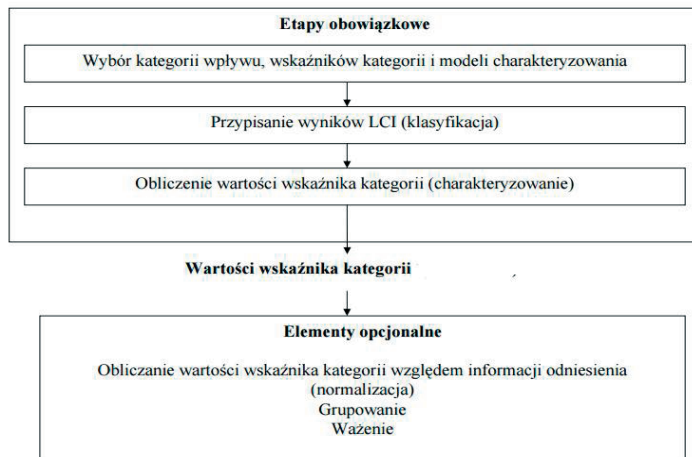 Etapy obowiązkowe
Wybór kategorii wpływu, wskaźników kategorii i modeli charakteryzowania
Przypisanie wyników LCI (klasyfikacja)
Obliczenie wartości wskaźnika kategorii (charakteryzowanie)
Wartości wskaźnika kategorii
Elementy opcjonalne
Obliczanie wartości wskaźnika kategorii względem informacji odniesienia
(normalizacja)
Grupowanie
Ważenie